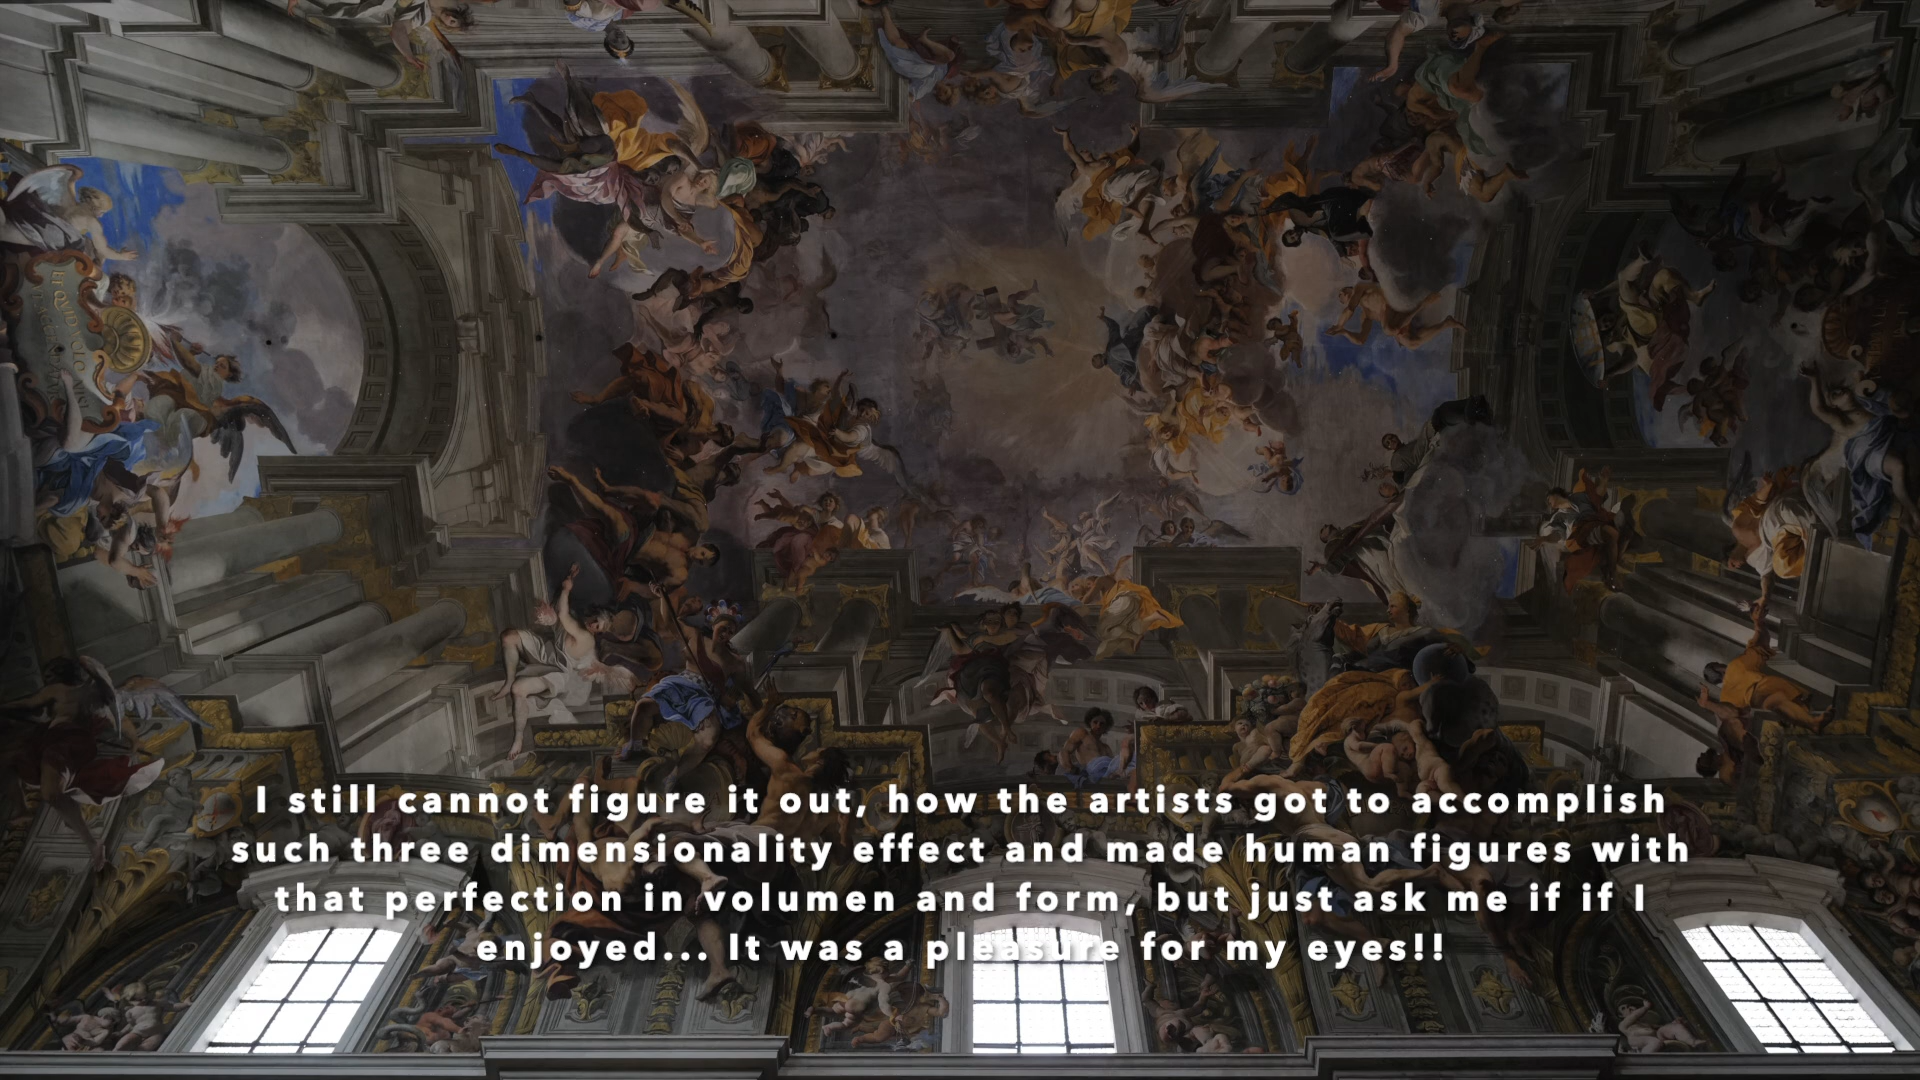 I still cannot figure it out, how the artists got to accomplish
such three dimensionality effect and made human figures with
that perfection in volumen and form, but just ask me if if I
enjoyed... It was a pleasure for my eyes!!